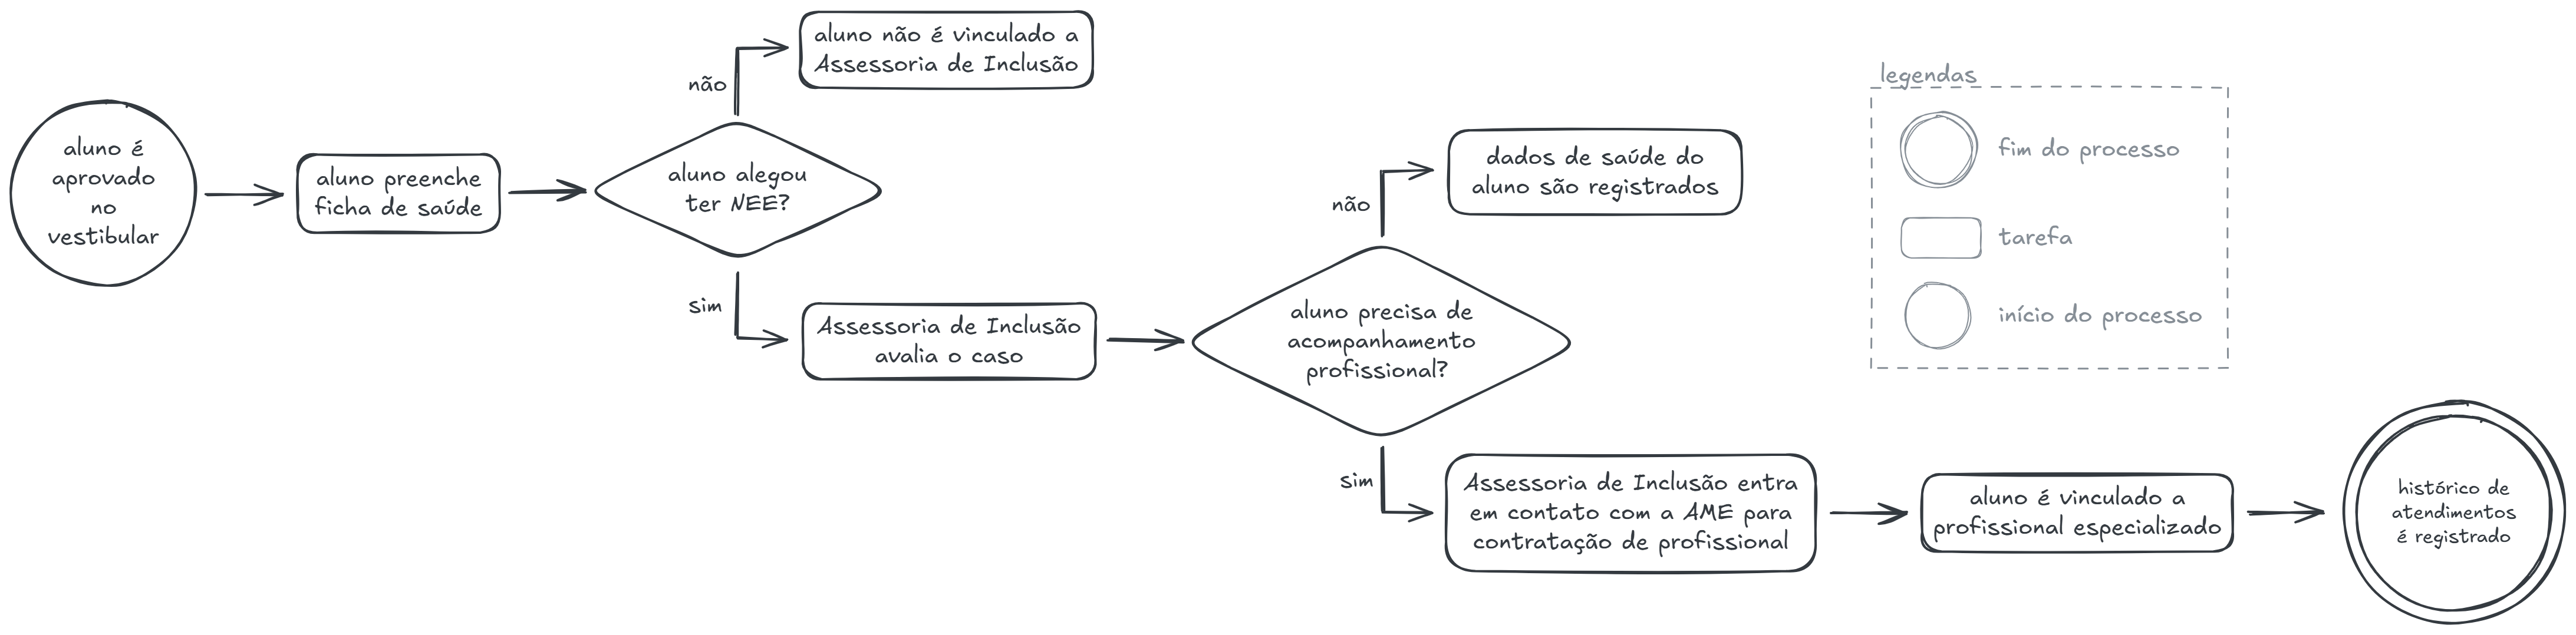 aluno é
aprovado
no
vestibular
aluno preenche
ficha de saúde
aluno alegou
ter NEE?
não
aluno não é vinculado a
Assessoria de Inclusão
sim
Assessoria de Inclusão
avalia o caso
aluno precisa de
acompanhamento
profissional?
não
dados de saúde do
aluno são registrados
sim
Assessoria de Inclusão entra
em contato com a AME para
contratação de profissional
aluno é vinculado a
profissional especializado
histórico de
atendimentos
é registrado
legendas
fim do processo
tarefa
início do processo